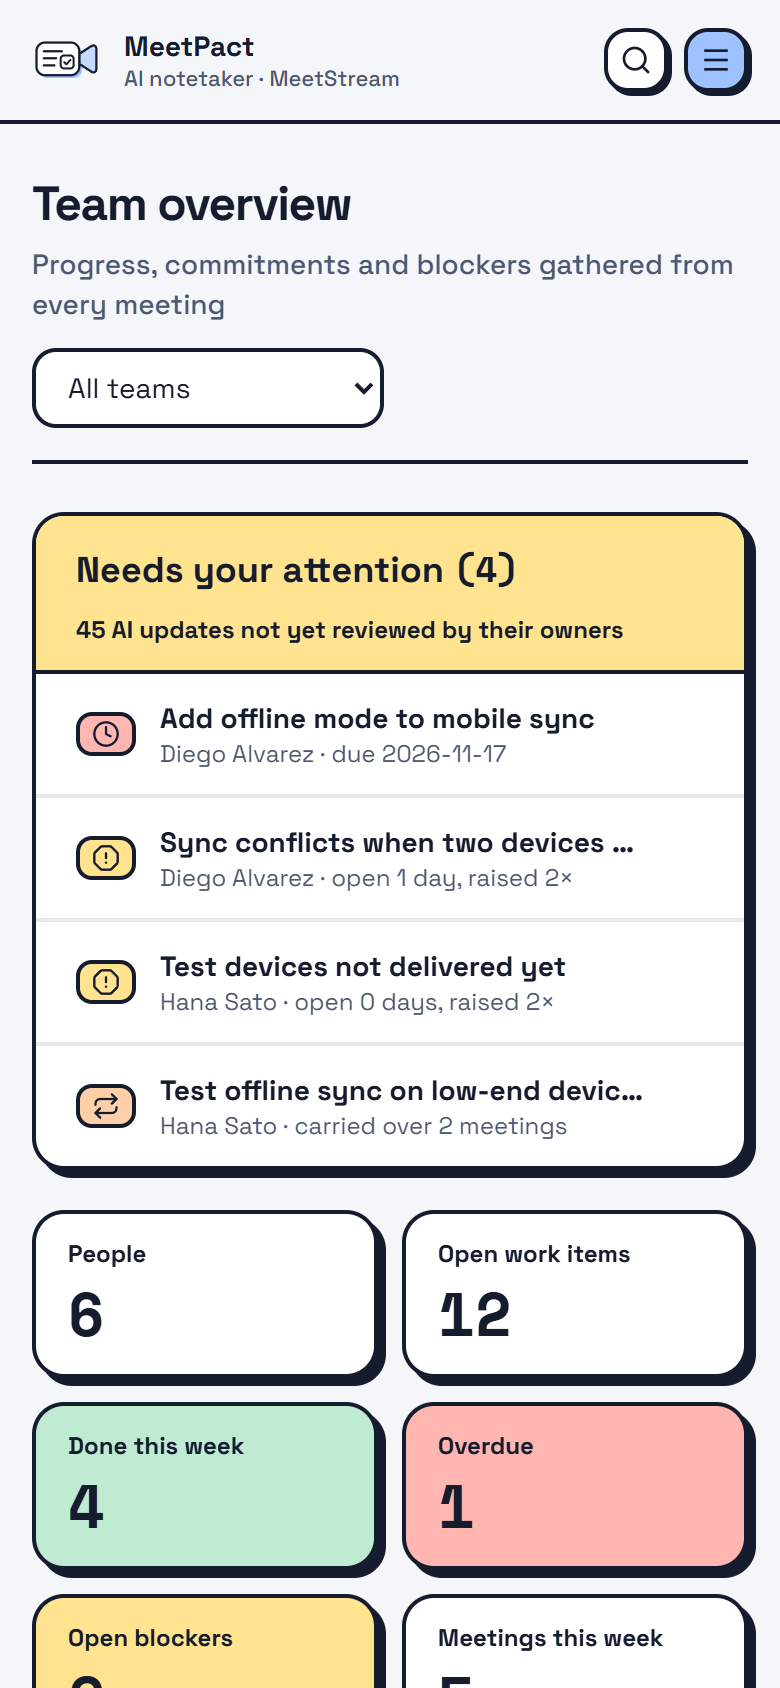 MeetPact
AI notetaker · MeetStream
Team overview
Progress, commitments and blockers gathered from
every meeting
All teams
Needs your attention (4)
45 AI updates not yet reviewed by their owners
Add offline mode to mobile sync
Diego Alvarez · due 2026-11-17
Sync conflicts when two devices ...
Diego Alvarez · open 1 day, raised 2×
Test devices not delivered yet
Hana Sato · open 0 days, raised 2×
Test offline sync on low-end devic...
Hana Sato · carried over 2 meetings
People
6
Open work items
12
Done this week
4
Overdue
1
Open blockers
Meetings this week